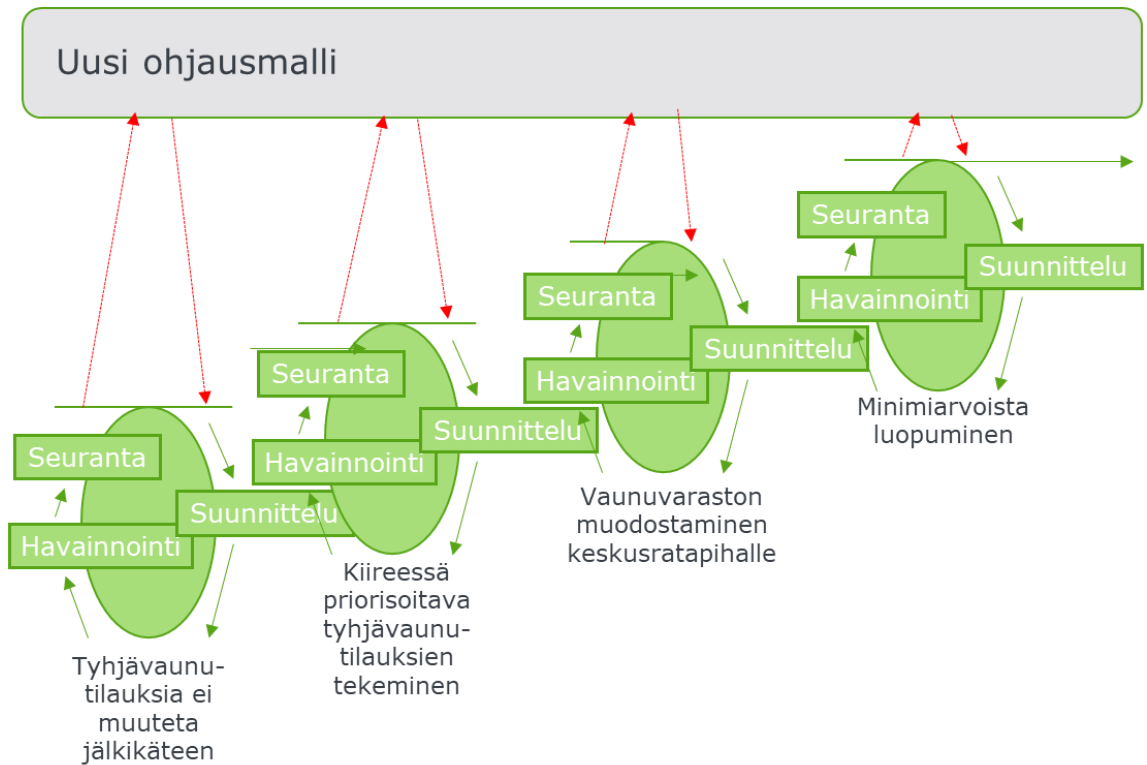 Uusi ohjausmalli
Seuranta
Suunnittelu
Havainnointi
Tyhjävaunu-
tilauksia ei
muuteta
jälkikäteen
Seuranta
Suunnittelu
Havainnointi
Kiireessä
priorisoitava
tyhjävaunu-
tilauksien
tekeminen
Seuranta
Suunnittelu
Havainnointi
Vaunuvaraston
muodostaminen
keskusratapihalle
Seuranta
Suunnittelu
Havainnointi
Minimiarvoista
luopuminen